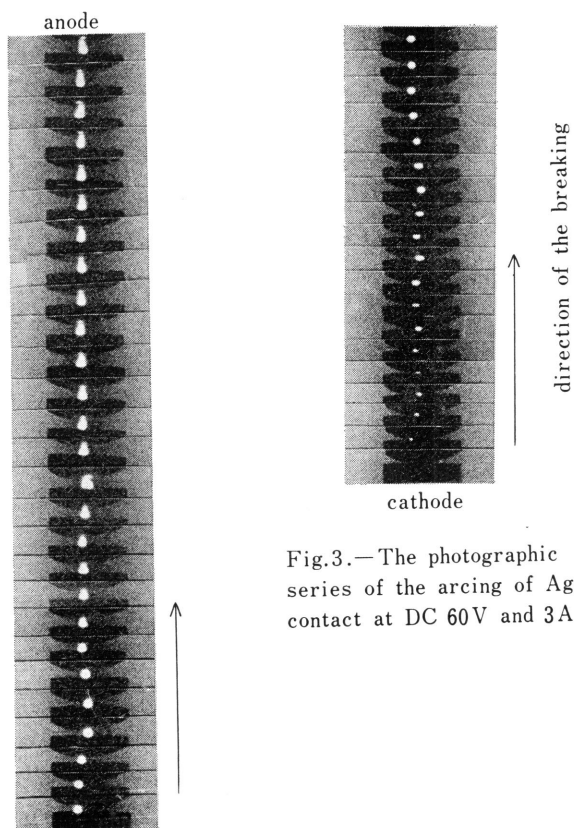 anode
direction of the breaking
cathode
Fig.3.—The photographic
series of the arcing of Ag
contact at DC 60V and 3A